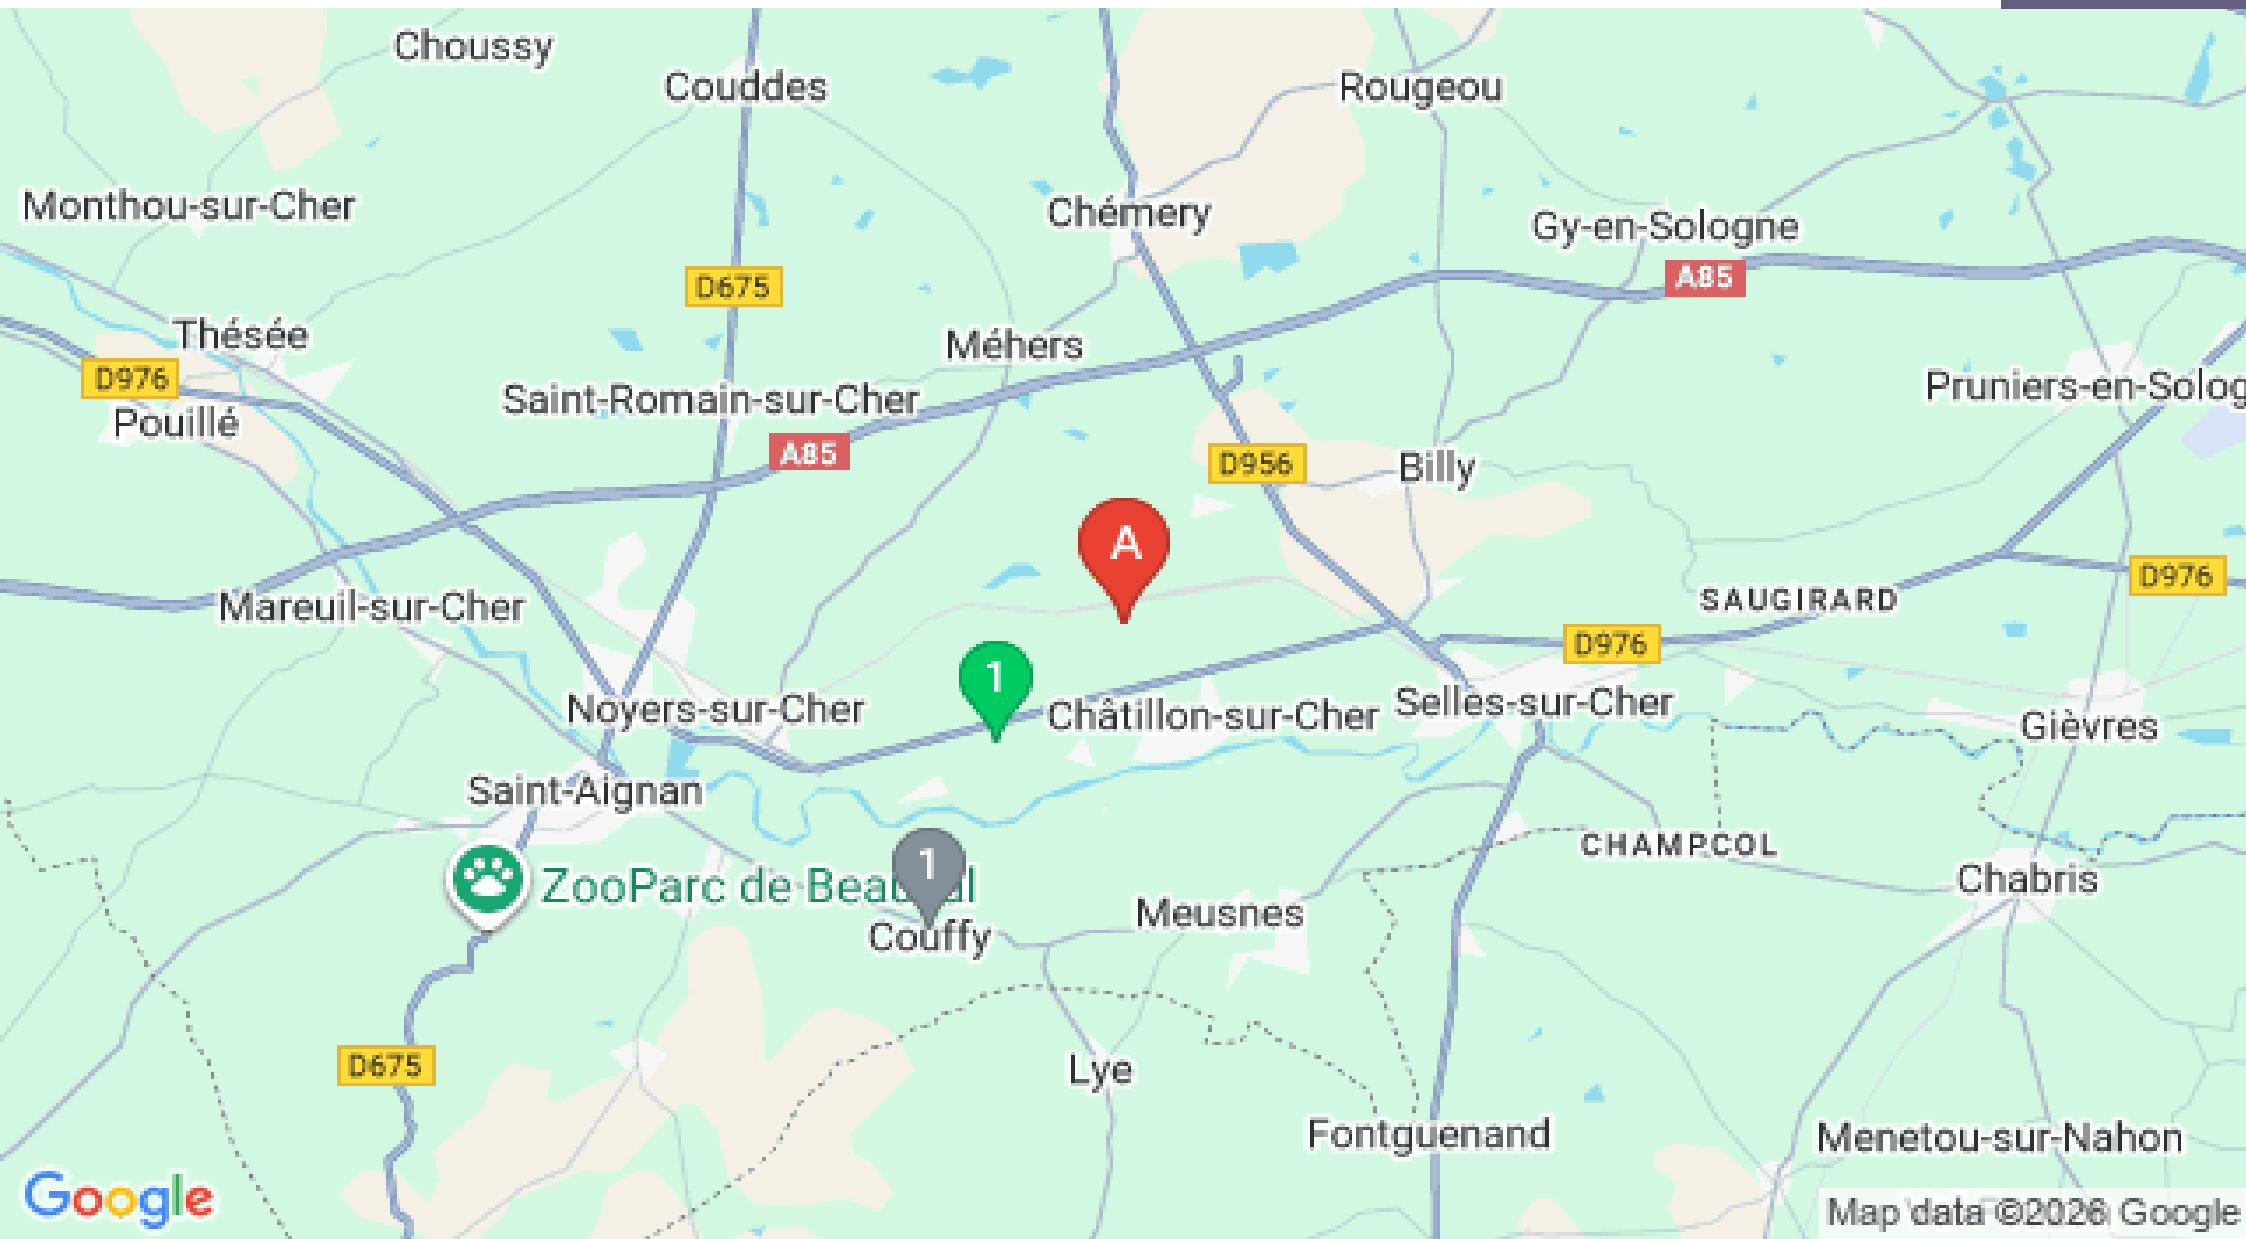 Choussy
Couddes
Rougeou
Monthou-sur-Cher
Chémery
Gy-en-Sologne
A85
D675
Thésée
Méhers
D976
Pouillé
Saint-Romain-sur-Cher
A85
Pruniers-en-Solog
D956
Billy
A
D976
Mareuil-sur-Cher
SAUGIRARD
D976
1
Noyers-sur-Cher
Châtillon-sur-Cher
Selles-sur-Cher
Gièvres
Saint-Aignan
CHAMPCOL
1
ZooParc de Beauval
Chabris
Meusnes
Couffy
D675
Lye
Fontguenand
Menetou-sur-Nahon
Google
Map data ©2026 Google